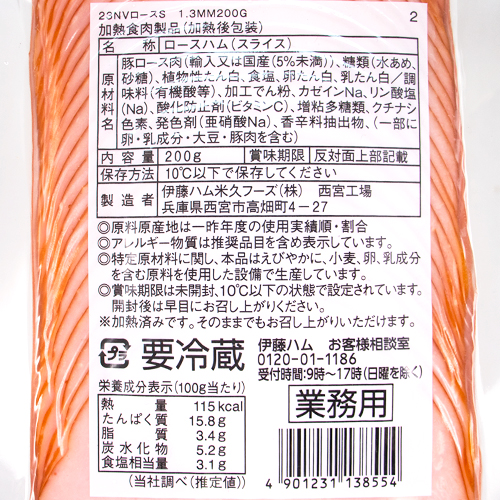 23NVロースS 1.3MM200G 2
加熱食肉製品(加熱後包装)
名称 ロースハム(スライス)
原材料名 豚ロース肉(輸入又は国産(5%未満))、糖類(水あめ、
砂糖)、植物性たん白、食塩、卵たん白、乳たん白/調
味料(有機酸等)、加工でん粉、カゼインNa、リン酸塩
(Na)、酸化防止剤(ビタミンC)、増粘多糖類、クチナシ
色素、発色剤(亜硝酸Na)、香辛料抽出物、(一部に
卵・乳成分・大豆・豚肉を含む)
内容量 200g 賞味期限 反対面上部記載
保存方法 10℃以下で保存してください
製造者 伊藤ハム米久フーズ(株) 西宮工場
兵庫県西宮市高畑町4-27
◎原料原産地は一昨年度の使用実績順・割合
◎アレルギー物質は推奨品目を含め表示しています。
◎特定原材料に関し、本品はえびやかに、小麦、卵、乳成分
を含む原料を使用した設備で生産しています。
◎賞味期限は未開封、10℃以下の状態で設定されています。
開封後は早目にお召し上がりください。
※加熱済みです。そのままでもお召し上がりいただけます。
プラ 要冷蔵 伊藤ハム お客様相談室
0120-01-1186
受付時間:9時~17時(日曜を除く)
栄養成分表示(100g当たり)
熱量 115kcal
たんぱく質 15.8g
脂質 3.4g
炭水化物 5.2g
食塩相当量 3.1g
(当社調べ(推定値))
業務用
4 901231 138554